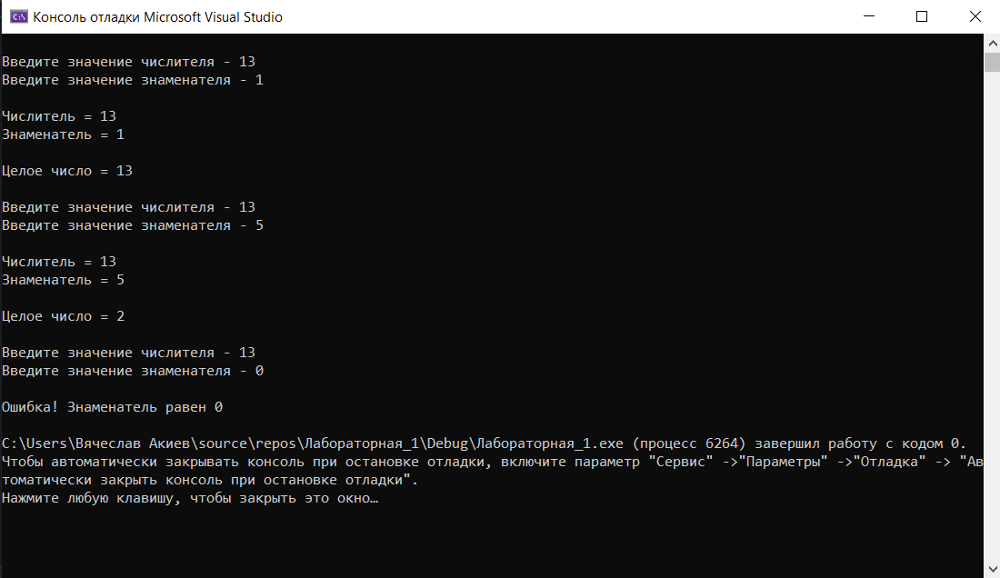 Консоль отладки Microsoft Visual Studio
Введите значение числителя - 13
Введите значение знаменателя - 1
Числитель = 13
Знаменатель = 1
Целое число = 13
Введите значение числителя - 13
Введите значение знаменателя - 5
Числитель = 13
Знаменатель = 5
Целое число = 2
Введите значение числителя - 13
Введите значение знаменателя - 0
Ошибка! Знаменатель равен 0
C:\Users\Вячеслав Акиев\source\repos\Лабораторная_1\Debug\Лабораторная_1.exe (процесс 6264) завершил работу с кодом 0.
Чтобы автоматически закрывать консоль при остановке отладки, включите параметр "Сервис" ->"Параметры" ->"Отладка" -> "Ав
томатически закрыть консоль при остановке отладки".
Нажмите любую клавишу, чтобы закрыть это окно…